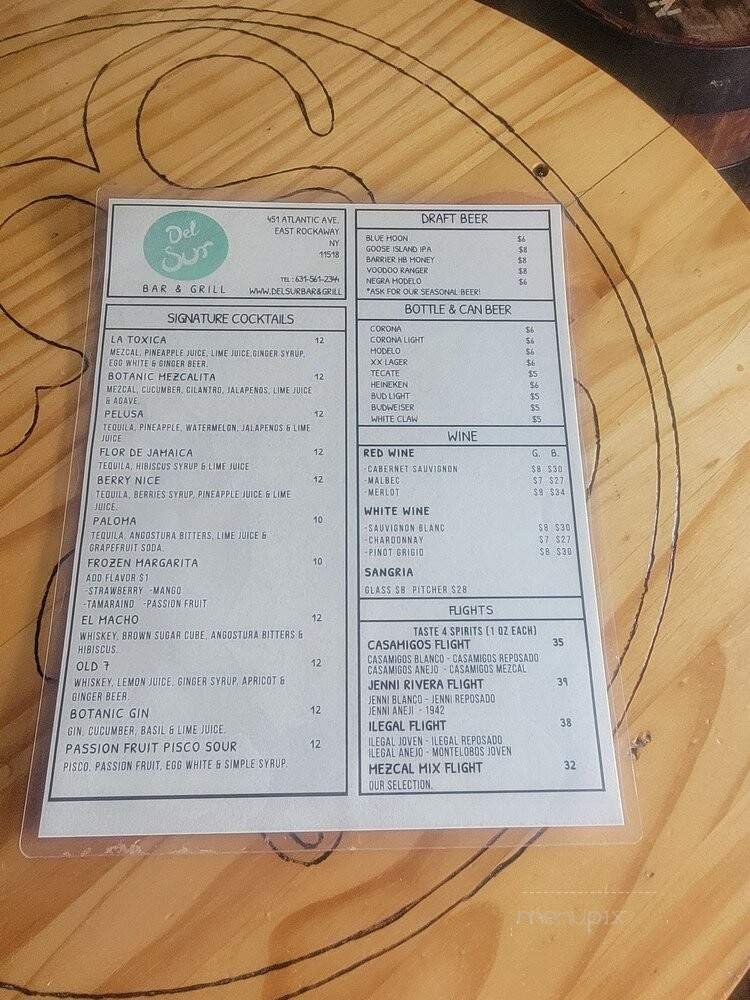 Del
Sur
BAR & GRILL
451 ATLANTIC AVE,
EAST ROCKAWAY
NY
11518
TEL: 631-561-2344
WWW.DELSURBAR&GRILL
SIGNATURE COCKTAILS
LA TOXICA 12
MEZCAL, PINEAPPLE JUICE, LIME JUICE,GINGER SYRUP,
EGG WHITE & GINGER BEER.
BOTANIC MEZCALITA 12
MEZCAL, CUCUMBER, CILANTRO, JALAPENOS, LIME JUICE
& AGAVE.
PELUSA 12
TEQUILA, PINEAPPLE, WATERMELON, JALAPENOS & LIME
JUICE
FLOR DE JAMAICA 12
TEQUILA, HIBISCUS SYRUP & LIME JUICE
BERRY NICE 12
TEQUILA, BERRIES SYRUP, PINEAPPLE JUICE & LIME
JUICE.
PALOMA 10
TEQUILA, ANGOSTURA BITTERS, LIME JUICE &
GRAPEFRUIT SODA.
FROZEN MARGARITA 10
ADD FLAVOR $1
-STRAWBERRY -MANGO
-TAMARAIND -PASSION FRUIT
EL MACHO 12
WHISKEY, BROWN SUGAR CUBE, ANGOSTURA BITTERS &
HIBISCUS.
OLD 7 12
WHISKEY, LEMON JUICE, GINGER SYRUP, APRICOT &
GINGER BEER.
BOTANIC GIN 12
GIN, CUCUMBER, BASIL & LIME JUICE.
PASSION FRUIT PISCO SOUR 12
PISCO, PASSION FRUIT, EGG WHITE & SIMPLE SYRUP.
DRAFT BEER
BLUE MOON $6
GOOSE ISLAND IPA $8
BARRIER HB HONEY $8
VOODOO RANGER $8
NEGRA MODELO $6
*ASK FOR OUR SEASONAL BEER!
BOTTLE & CAN BEER
CORONA $6
CORONA LIGHT $6
MODELO $6
XX LAGER $6
TECATE $5
HEINEKEN $6
BUD LIGHT $5
BUDWEISER $5
WHITE CLAW $5
WINE
RED WINE G. B.
-CABERNET SAUVIGNON $8 $30
-MALBEC $7 $27
-MERLOT $9 $34
WHITE WINE
-SAUVIGNON BLANC $8 $30
-CHARDONNAY $7 $27
-PINOT GRIGIO $8 $30
SANGRIA
GLASS $8 PITCHER $28
FLIGHTS
TASTE 4 SPIRITS (1 OZ EACH)
CASAMIGOS FLIGHT 35
CASAMIGOS BLANCO - CASAMIGOS REPOSADO
CASAMIGOS ANEJO - CASAMIGOS MEZCAL
JENNI RIVERA FLIGHT 39
JENNI BLANCO - JENNI REPOSADO
JENNI ANEJI - 1942
ILEGAL FLIGHT 38
ILEGAL JOVEN - ILEGAL REPOSADO
ILEGAL ANEJO - MONTELOBOS JOVEN
MEZCAL MIX FLIGHT 32
OUR SELECTION.
menupix